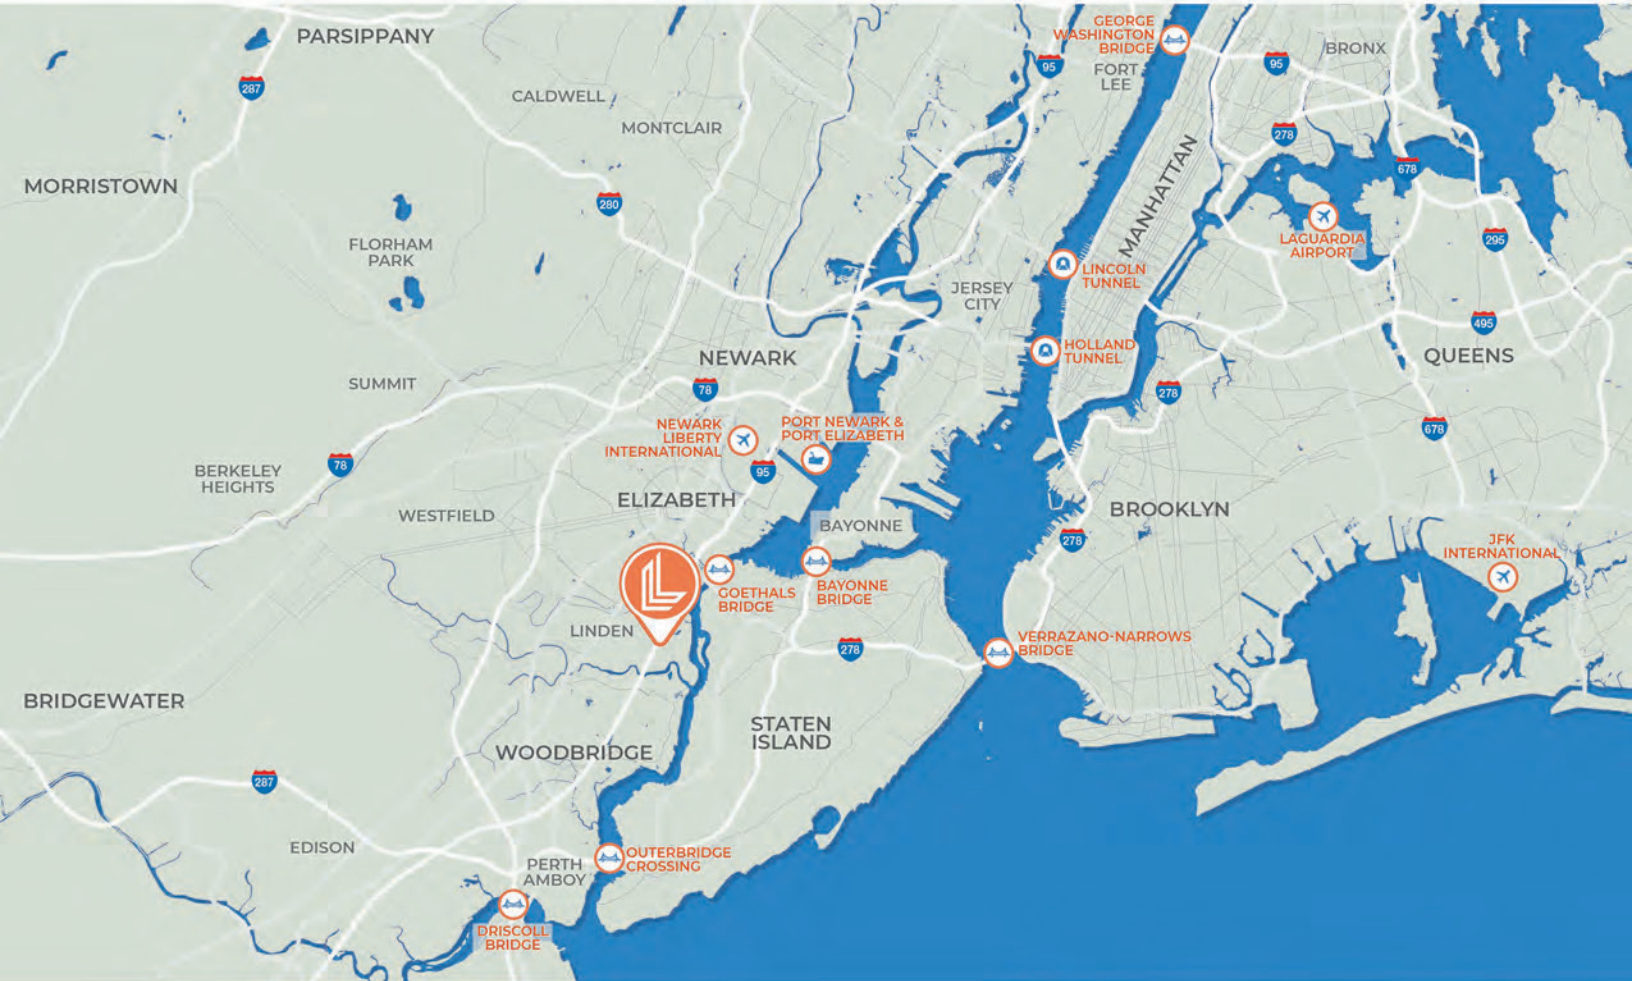 GEORGE
WASHINGTON
BRIDGE
PARSIPPANY
BRONX
95
95
FORT
LEE
287
CALDWELL
MONTCLAIR
278
MANHATTAN
678
MORRISTOWN
280
FLORHAM
PARK
LAGUARDIA
AIRPORT
295
LINCOLN
TUNNEL
JERSEY
CITY
495
HOLLAND
TUNNEL
NEWARK
QUEENS
SUMMIT
78
278
NEWARK
LIBERTY
INTERNATIONAL
PORT NEWARK &
PORT ELIZABETH
678
78
95
BERKELEY
HEIGHTS
ELIZABETH
WESTFIELD
BAYONNE
BROOKLYN
278
JFK
INTERNATIONAL
GOETHALS
BRIDGE
BAYONNE
BRIDGE
LINDEN
278
VERRAZANO-NARROWS
BRIDGE
BRIDGEWATER
STATEN
ISLAND
WOODBRIDGE
287
EDISON
PERTH
AMBOY
OUTERBRIDGE
CROSSING
DRISCOLL
BRIDGE